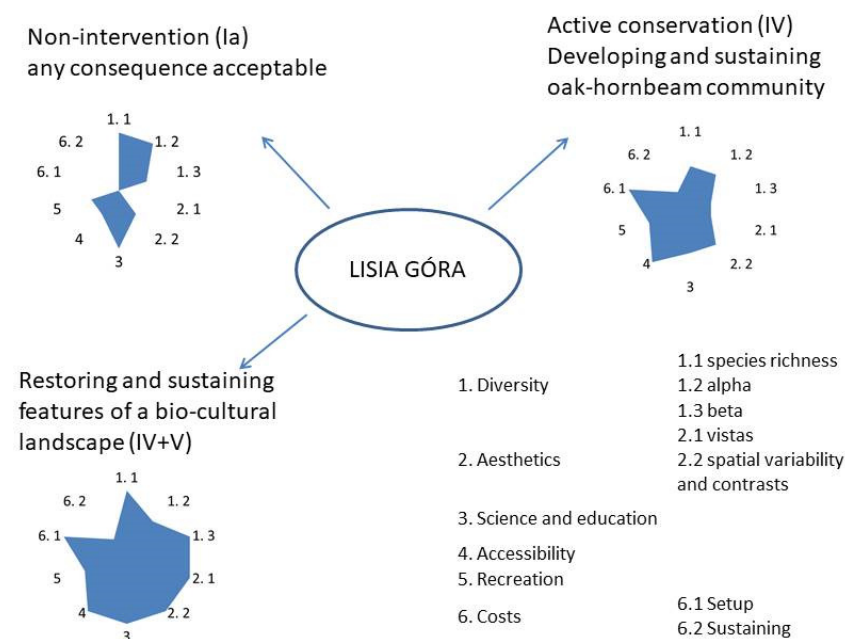 Non-intervention (Ia)
any consequence acceptable
1. 1
1. 2
1. 3
2. 1
2. 2
3
4
5
6. 1
6. 2
Active conservation (IV)
Developing and sustaining
oak-hornbeam community
1. 1
1. 2
1. 3
2. 1
2. 2
3
4
5
6. 1
6. 2
LISIA GÓRA
Restoring and sustaining
features of a bio-cultural
landscape (IV+V)
1. 1
1. 2
1. 3
2. 1
2. 2
3
4
5
6. 1
6. 2
1. Diversity
1.1 species richness
1.2 alpha
1.3 beta
2. Aesthetics
2.1 vistas
2.2 spatial variability
and contrasts
3. Science and education
4. Accessibility
5. Recreation
6. Costs
6.1 Setup
6.2 Sustaining